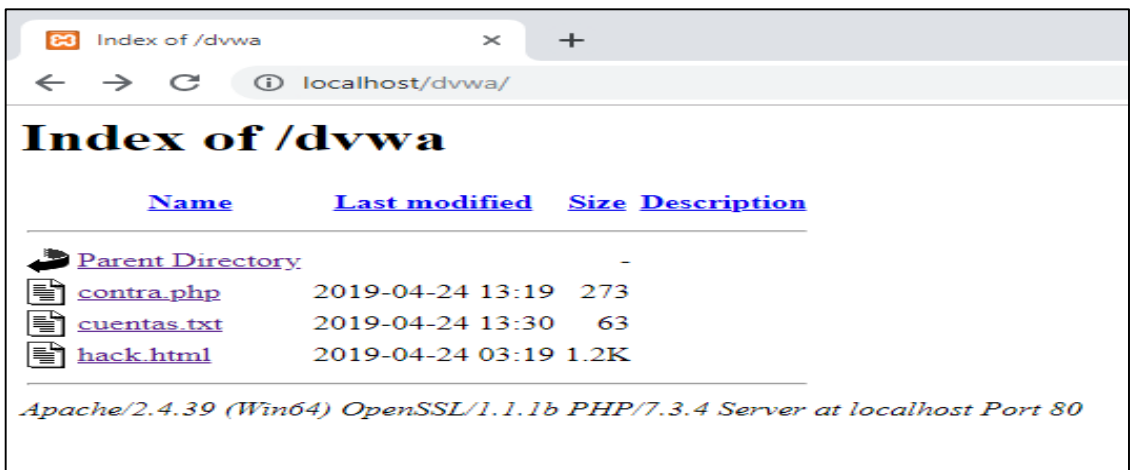 Index of /dvwa
localhost/dvwa/
Index of /dvwa
Name Last modified Size Description
Parent Directory -
contra.php 2019-04-24 13:19 273
cuentas.txt 2019-04-24 13:30 63
hack.html 2019-04-24 03:19 1.2K
Apache/2.4.39 (Win64) OpenSSL/1.1.1b PHP/7.3.4 Server at localhost Port 80